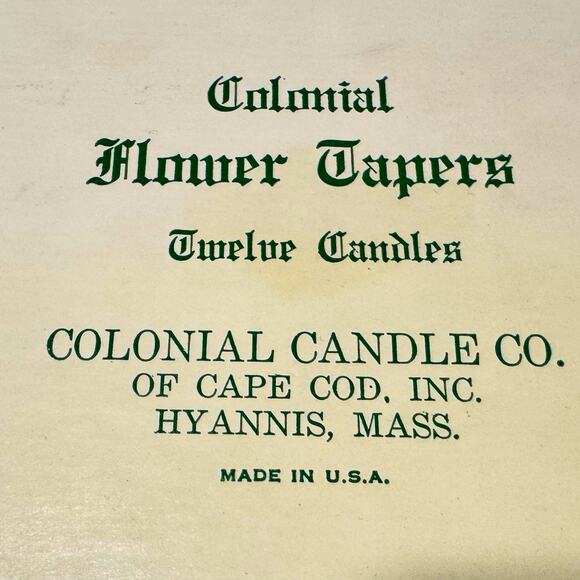 Colonial
Flower Tapers
Twelve Candles
COLONIAL CANDLE CO.
OF CAPE COD, INC.
HYANNIS, MASS.
MADE IN U.S.A.